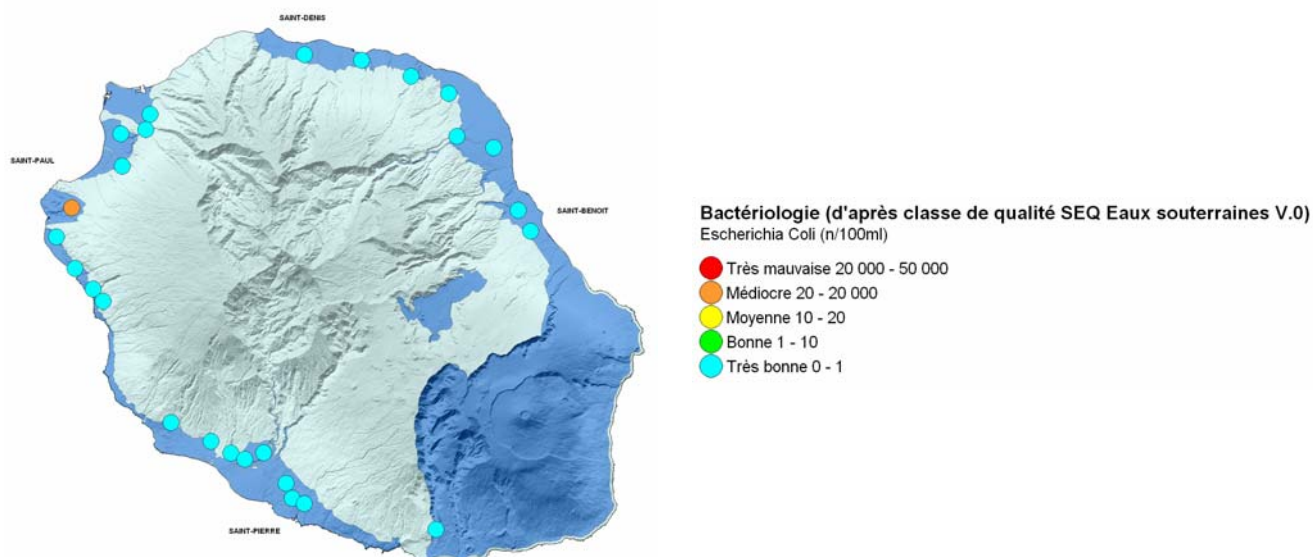 SAINT-DENIS
SAINT-PAUL
SAINT-BENOIT
SAINT-PIERRE
Bactériologie (d'après classe de qualité SEQ Eaux souterraines V.0)
Escherichia Coli (n/100ml)
Très mauvaise 20 000 - 50 000
Médiocre 20 - 20 000
Moyenne 10 - 20
Bonne 1 - 10
Très bonne 0 - 1